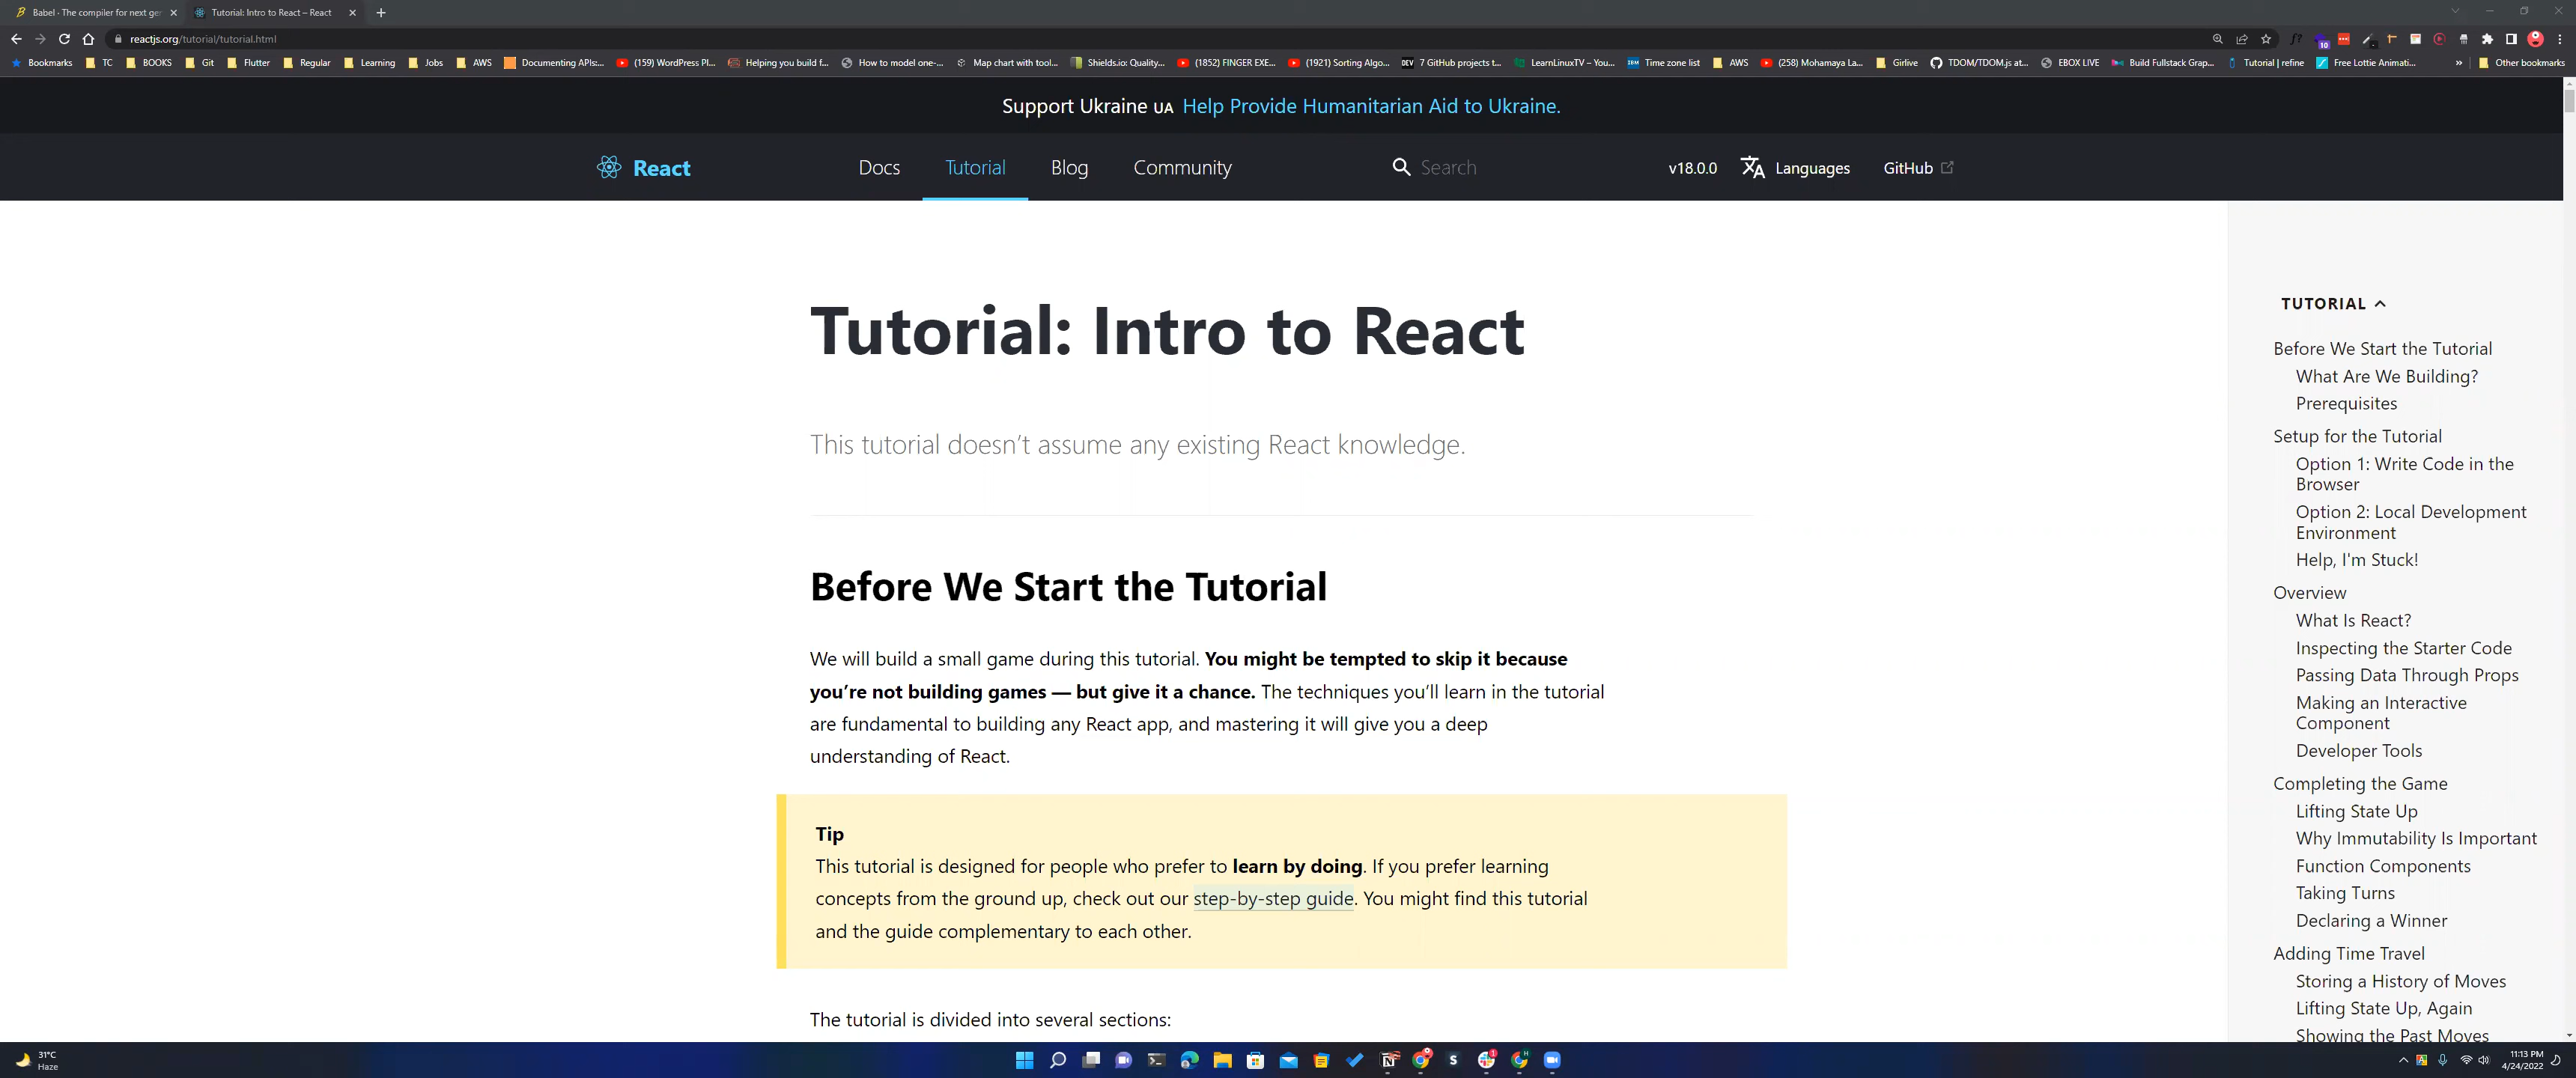 Babel · The compiler for next ger
Tutorial: Intro to React – React
reactjs.org/tutorial/tutorial.html
10
Bookmarks
TC
BOOKS
Git
Flutter
Regular
Learning
Jobs
AWS
Documenting APIs:...
(159) WordPress Pl...
Helping you build f...
How to model one-...
Map chart with tool...
Shields.io: Quality...
(1852) FINGER EXE...
(1921) Sorting Algo...
DEV 7 GitHub projects t...
LearnLinuxTV – You...
IBM Time zone list
AWS
(258) Mohamaya La...
Girlive
TDOM/TDOM.js at...
EBOX LIVE
Build Fullstack Grap...
Tutorial | refine
Free Lottie Animati...
»
Other bookmarks
Support Ukraine UA Help Provide Humanitarian Aid to Ukraine.
React
Docs
Tutorial
Blog
Community
Search
v18.0.0
Languages
GitHub
Tutorial: Intro to React
This tutorial doesn’t assume any existing React knowledge.
Before We Start the Tutorial
We will build a small game during this tutorial. You might be tempted to skip it because
you’re not building games — but give it a chance. The techniques you’ll learn in the tutorial
are fundamental to building any React app, and mastering it will give you a deep
understanding of React.
Tip
This tutorial is designed for people who prefer to learn by doing. If you prefer learning
concepts from the ground up, check out our step-by-step guide. You might find this tutorial
and the guide complementary to each other.
The tutorial is divided into several sections:
TUTORIAL
Before We Start the Tutorial
What Are We Building?
Prerequisites
Setup for the Tutorial
Option 1: Write Code in the
Browser
Option 2: Local Development
Environment
Help, I'm Stuck!
Overview
What Is React?
Inspecting the Starter Code
Passing Data Through Props
Making an Interactive
Component
Developer Tools
Completing the Game
Lifting State Up
Why Immutability Is Important
Function Components
Taking Turns
Declaring a Winner
Adding Time Travel
Storing a History of Moves
Lifting State Up, Again
Showing the Past Moves
31°C
Haze
11:13 PM
4/24/2022